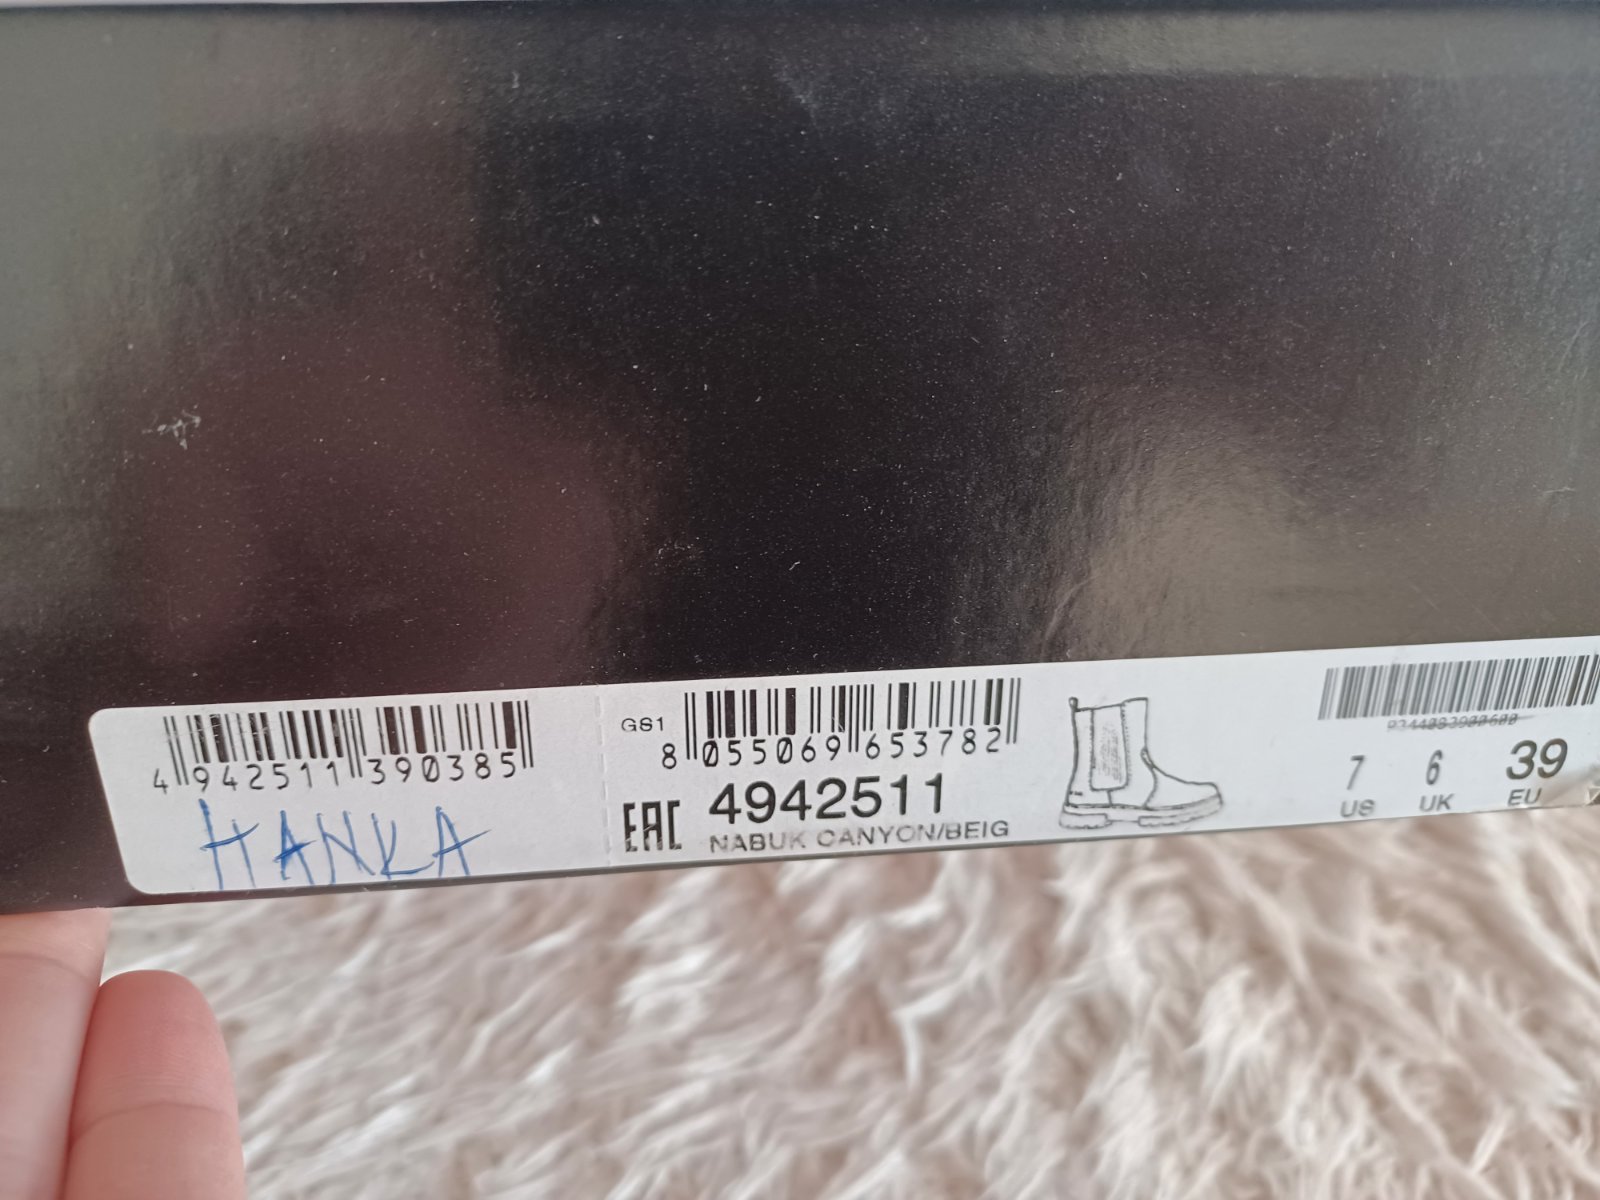 4 942511 390385
HANKA
GS1
8 055069 653782
EAC 4942511
NABUK CANYON/BEIG
7 6 39
US UK EU